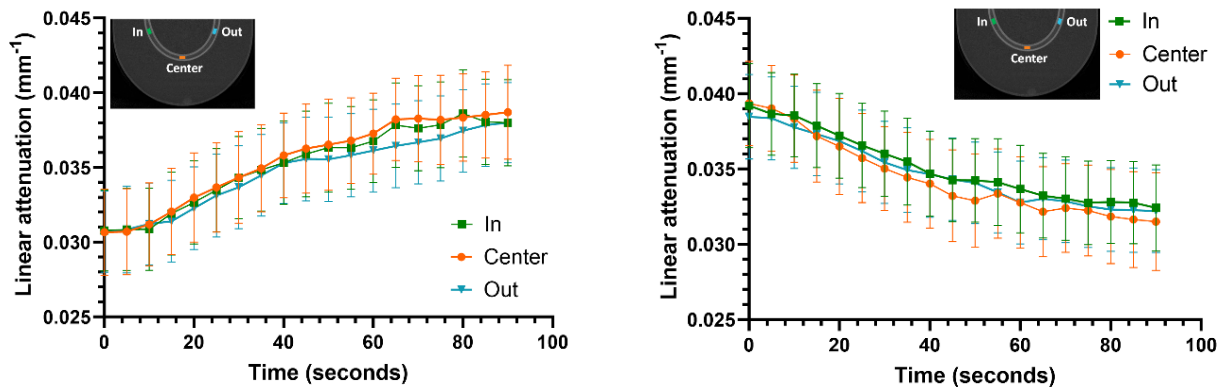 0.045
0.040
0.035
0.030
0.025
Linear attenuation (mm⁻¹)
In
Out
Center
In
Center
Out
0
20
40
60
80
100
Time (seconds)
0.045
0.040
0.035
0.030
0.025
Linear attenuation (mm⁻¹)
In
Out
Center
In
Center
Out
0
20
40
60
80
100
Time (seconds)